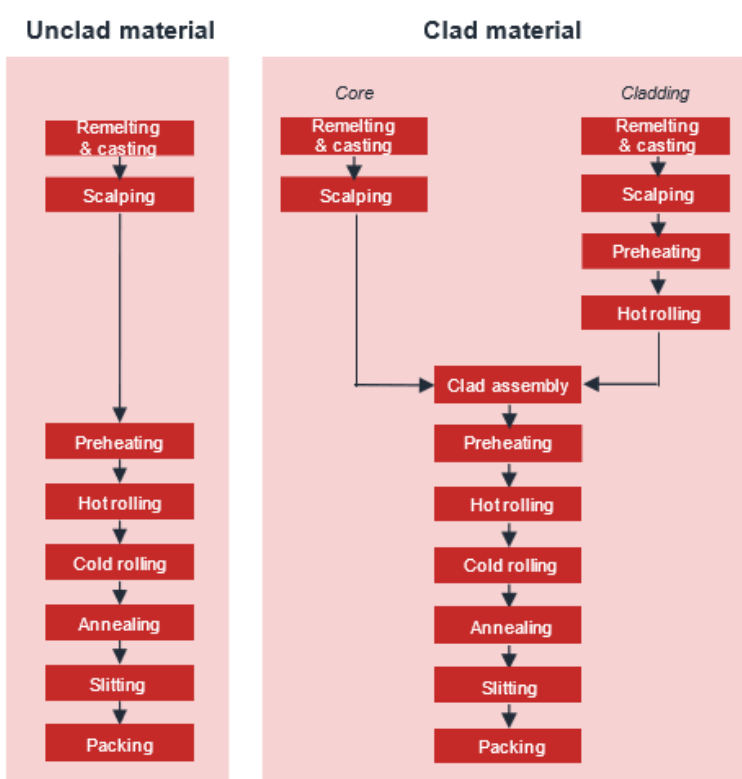 Unclad material
Remelting
& casting
Scalping
Preheating
Hot rolling
Cold rolling
Annealing
Slitting
Packing
Clad material
Core
Remelting
& casting
Scalping
Cladding
Remelting
& casting
Scalping
Preheating
Hot rolling
Clad assembly
Preheating
Hot rolling
Cold rolling
Annealing
Slitting
Packing